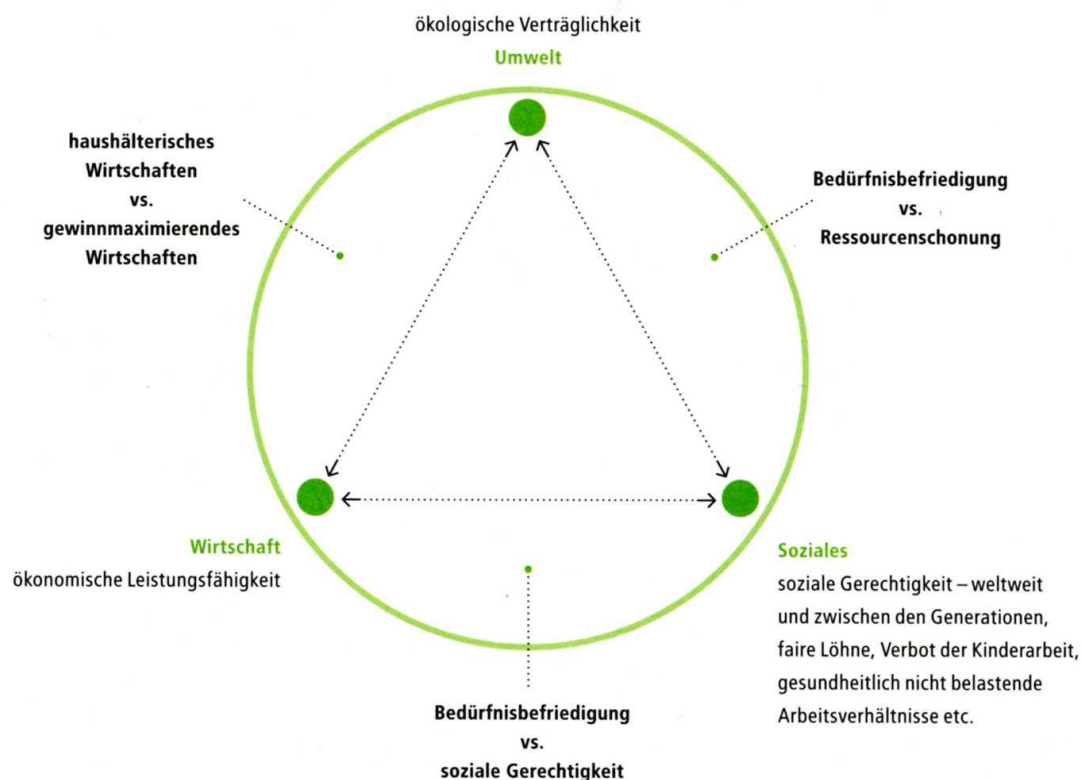 ökologische Verträglichkeit
Umwelt
haushälterisches
Wirtschaften
vs.
gewinnmaximierendes
Wirtschaften
Bedürfnisbefriedigung
vs.
Ressourcenschonung
Wirtschaft
ökonomische Leistungsfähigkeit
Soziales
soziale Gerechtigkeit – weltweit
und zwischen den Generationen,
faire Löhne, Verbot der Kinderarbeit,
gesundheitlich nicht belastende
Arbeitsverhältnisse etc.
Bedürfnisbefriedigung
vs.
soziale Gerechtigkeit